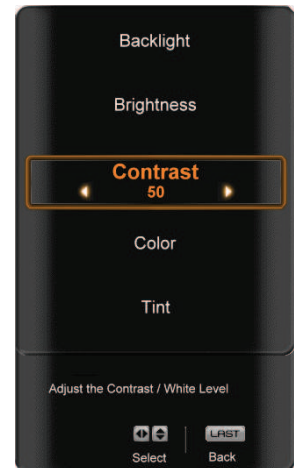 Backlight
Brightness
Contrast
50
Color
Tint
Adjust the Contrast / White Level
LAST
Select Back